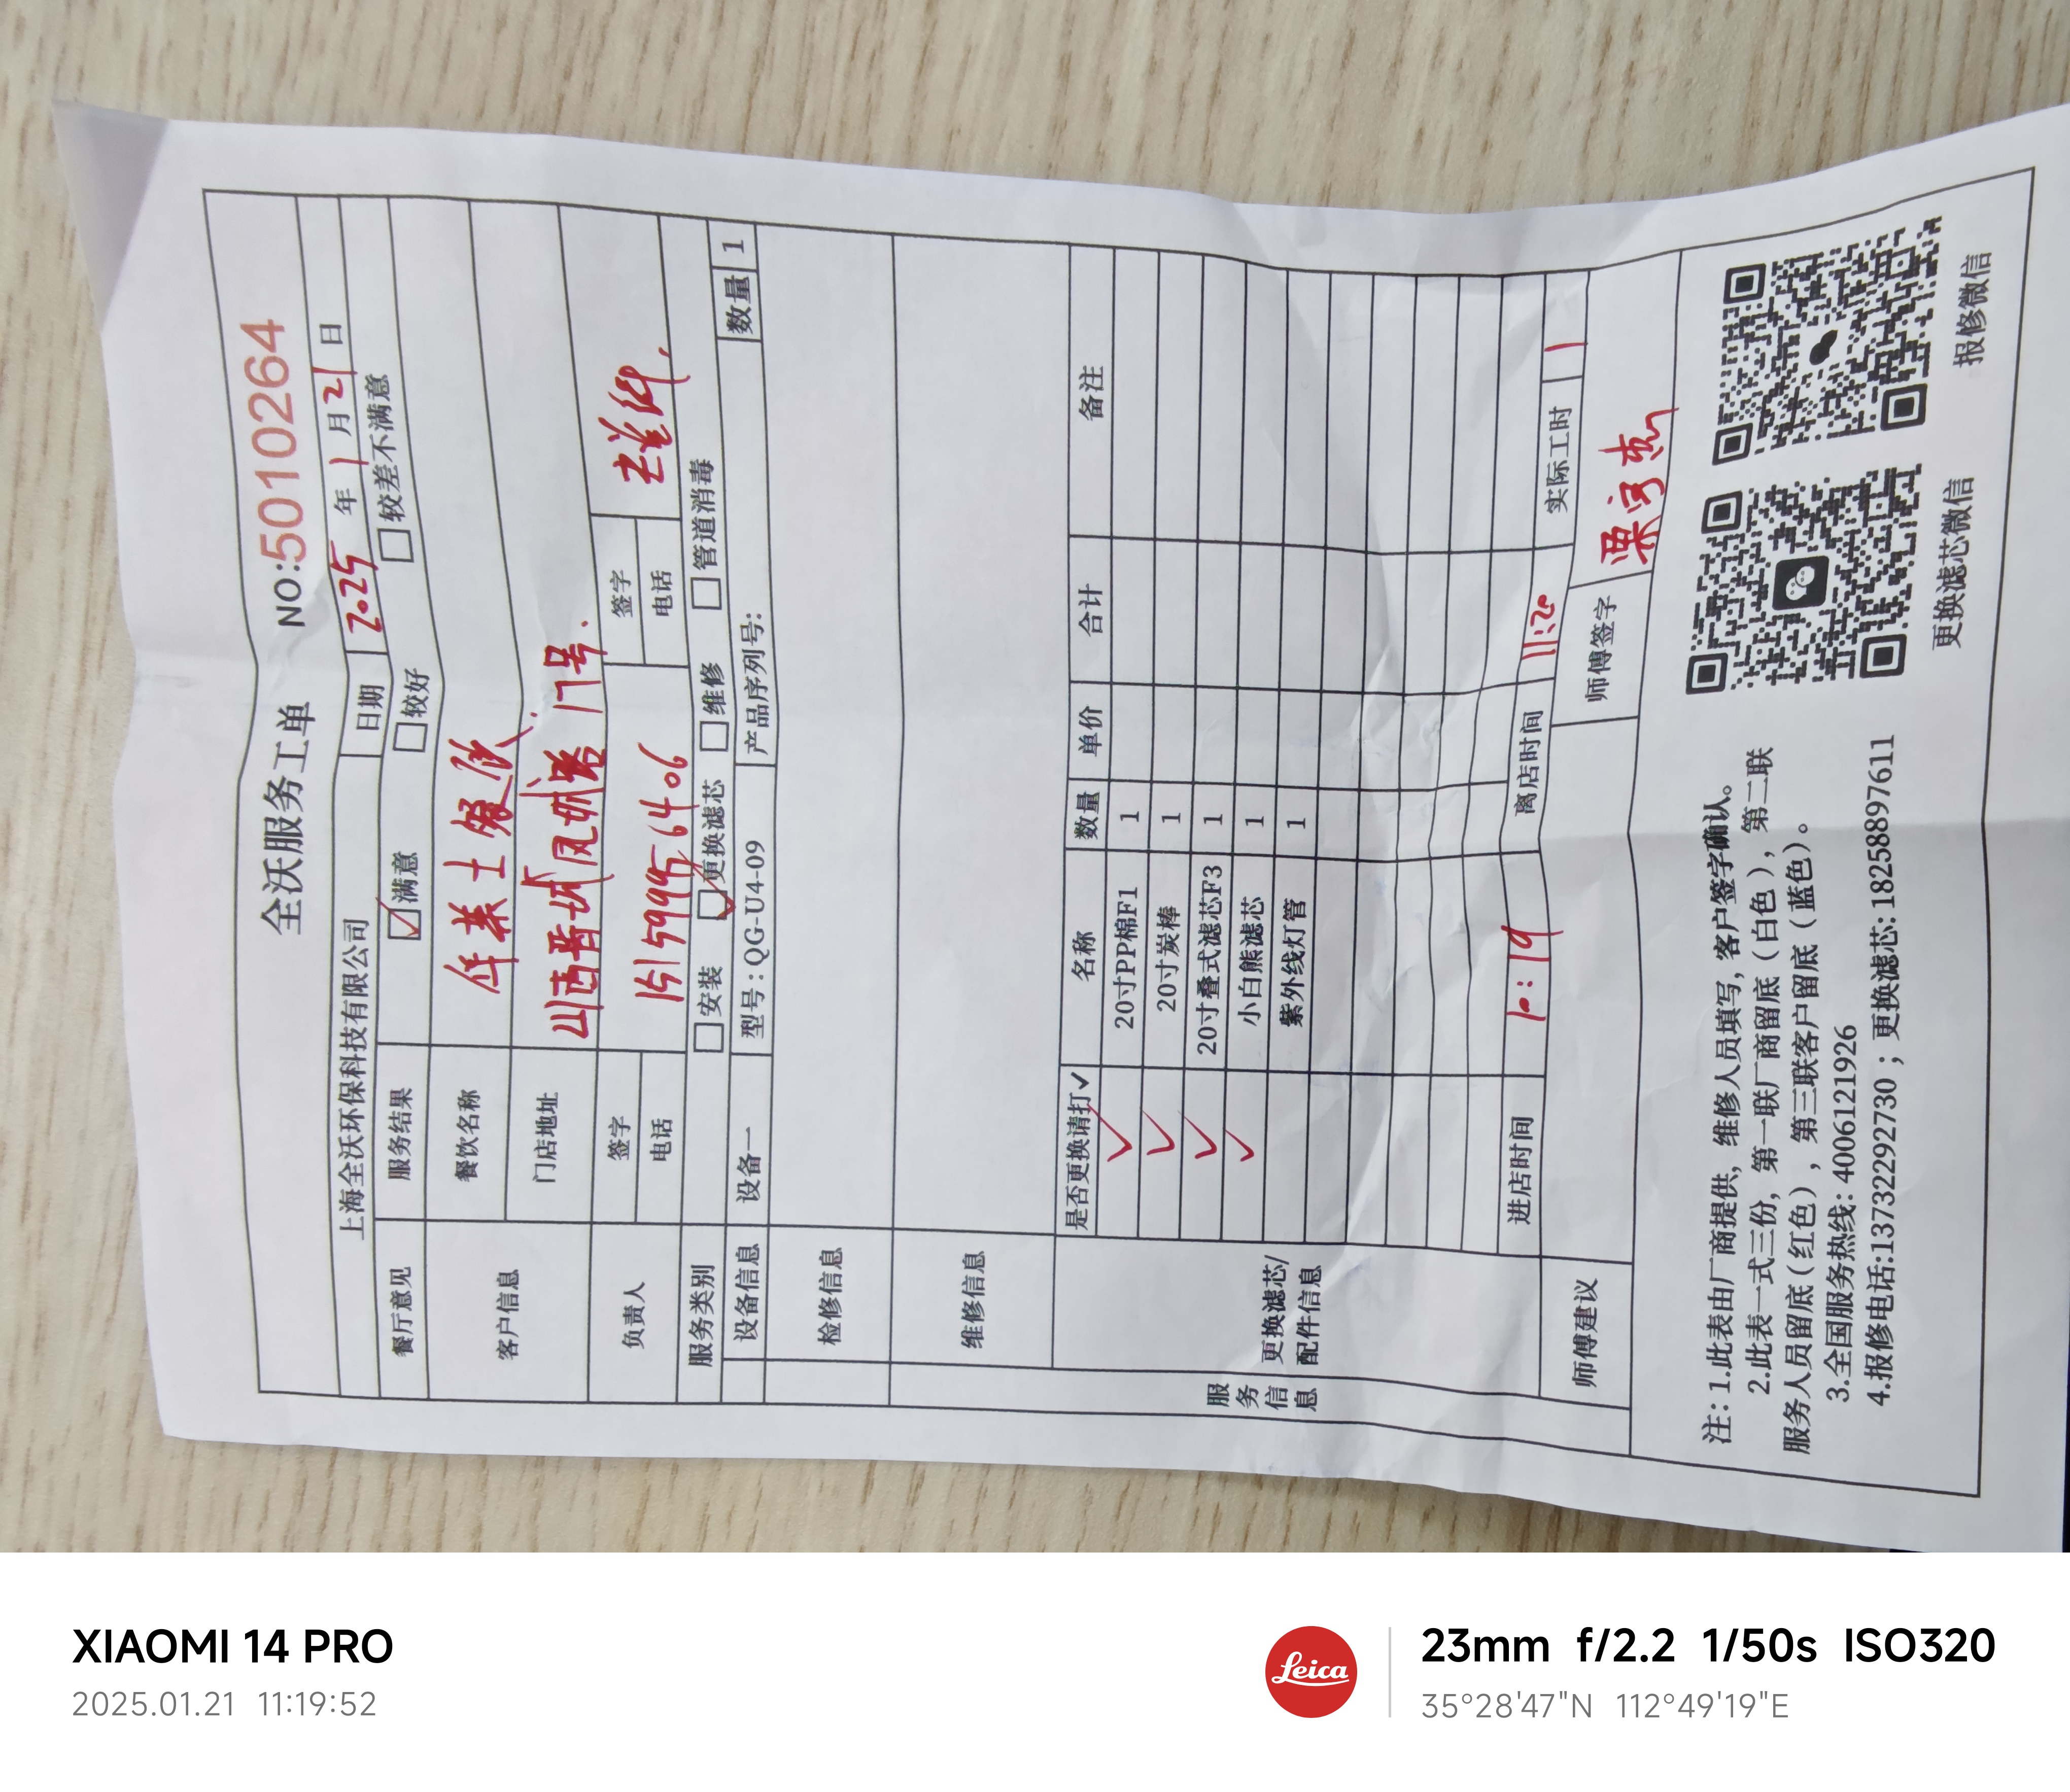 全沃服务工单 NO:5010264
上海全沃环保科技有限公司 日期 2025 年 1 月 21 日
餐厅意见 服务结果 满意 较好 较差不满意
客户信息 餐饮名称 士
门店地址 山西晋城 17号
负责人 签字 签字
电话 151599956406 电话
服务类别 安装 更换滤芯 维修 管道消毒
设备信息 设备一 型号:QG-U4-09 产品序列号: 数量 1
检修信息
维修信息
服务信息
更换滤芯/配件信息
是否更换请打✓ 名称 数量 单价 合计 备注
✓ 20寸PP棉F1 1
✓ 20寸炭棒 1
✓ 20寸叠式滤芯F3 1
✓ 小白熊滤芯 1
紫外线灯管 1
进店时间 10:19 离店时间 11:20 实际工时 1
师傅建议 师傅签字
注:1.此表由厂商提供,维修人员填写,客户签字确认。
2.此表一式三份,第一联厂商留底(白色),第二联
服务人员留底(红色),第三联客户留底(蓝色)。
3.全国服务热线:4006121926
4.报修电话:13732292730;更换滤芯:18258897611
更换滤芯微信 报修微信
XIAOMI 14 PRO
2025.01.21 11:19:52
Leica
23mm f/2.2 1/50s ISO320
35°28'47"N 112°49'19"E